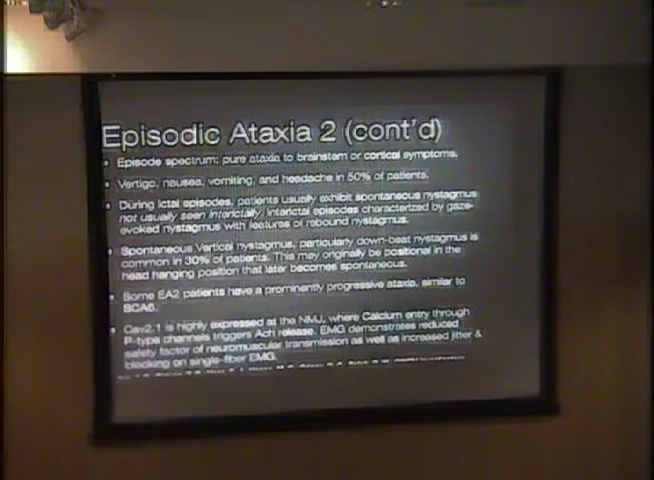 Episodic Ataxia 2 (cont'd)
• Episode spectrum: pure ataxia to brainstem or cortical symptoms.
• Vertigo, nausea, vomiting, and headache in 50% of patients.
• During ictal episodes, patients usually exhibit spontaneous nystagmus
not usually seen interictally. Interictal episodes characterized by gaze-
evoked nystagmus with features of rebound nystagmus.
• Spontaneous Vertical nystagmus, particularly down-beat nystagmus is
common in 30% of patients. This may originally be positional in the
head hanging position that later becomes spontaneous.
• Some EA2 patients have a prominently progressive ataxia, similar to
SCA6.
• Cav2.1 is highly expressed at the NMJ, where Calcium entry through
P-type channels triggers Ach release. EMG demonstrates reduced
safety factor of neuromuscular transmission as well as increased jitter &
blocking on single-fiber EMG.